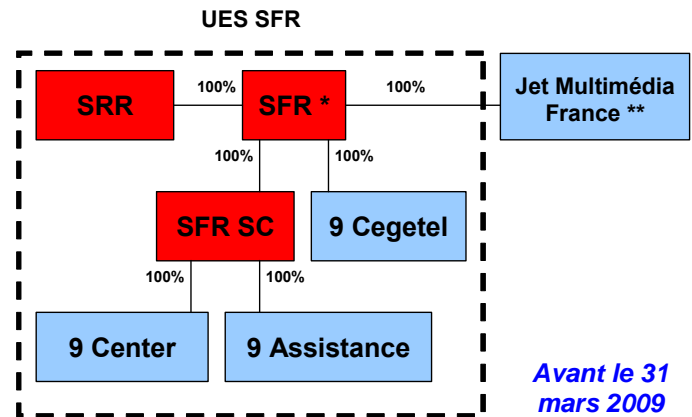 UES SFR
SRR
100%
SFR *
100%
Jet Multimédia
France **
100%
100%
SFR SC
9 Cegetel
100%
100%
9 Center
9 Assistance
Avant le 31
mars 2009